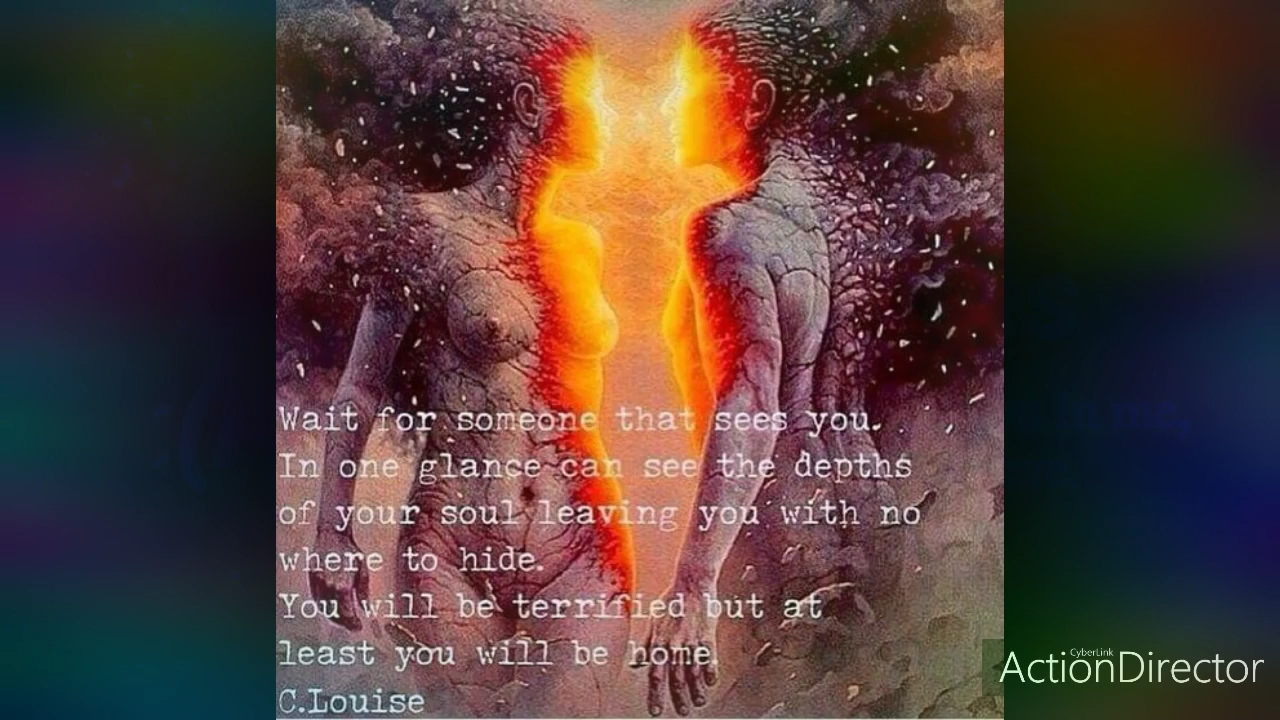 Wait for someone that sees you.
In one glance can see the depths
of your soul leaving you with no
where to hide.
You will be terrified but at
least you will be home.
C.Louise
CyberLink
ActionDirector